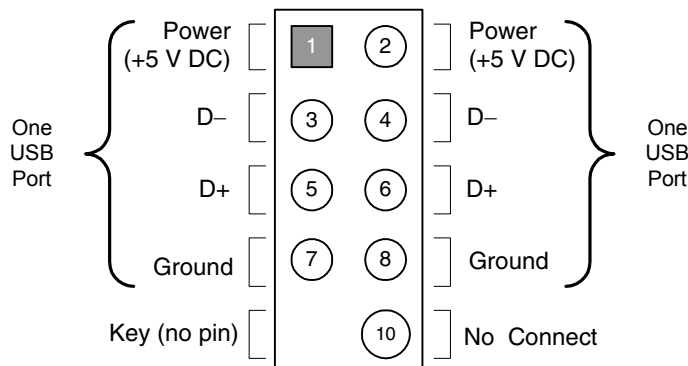 Power
(+5 V DC)
1
2
Power
(+5 V DC)
D–
3
4
D–
One
USB
Port
One
USB
Port
D+
5
6
D+
Ground
7
8
Ground
Key (no pin)
10
No Connect